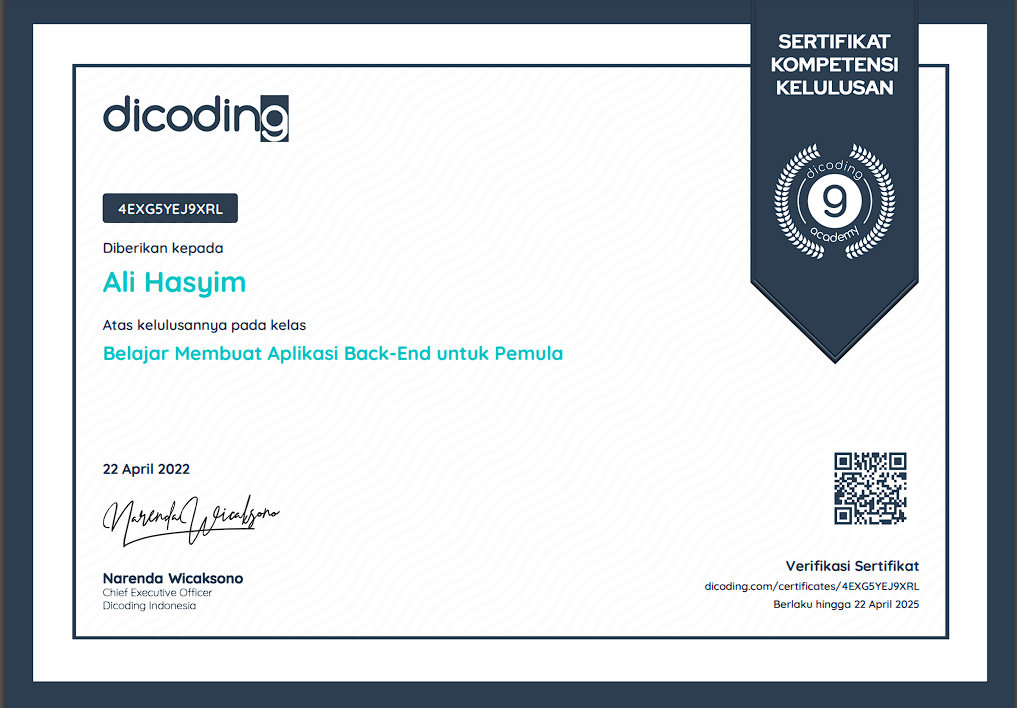 SERTIFIKAT
KOMPETENSI
KELULUSAN
dicoding
9
academy
dicoding
4EXG5YEJ9XRL
Diberikan kepada
Ali Hasyim
Atas kelulusannya pada kelas
Belajar Membuat Aplikasi Back-End untuk Pemula
22 April 2022
Narenda Wicaksono
Narenda Wicaksono
Chief Executive Officer
Dicoding Indonesia
Verifikasi Sertifikat
dicoding.com/certificates/4EXG5YEJ9XRL
Berlaku hingga 22 April 2025